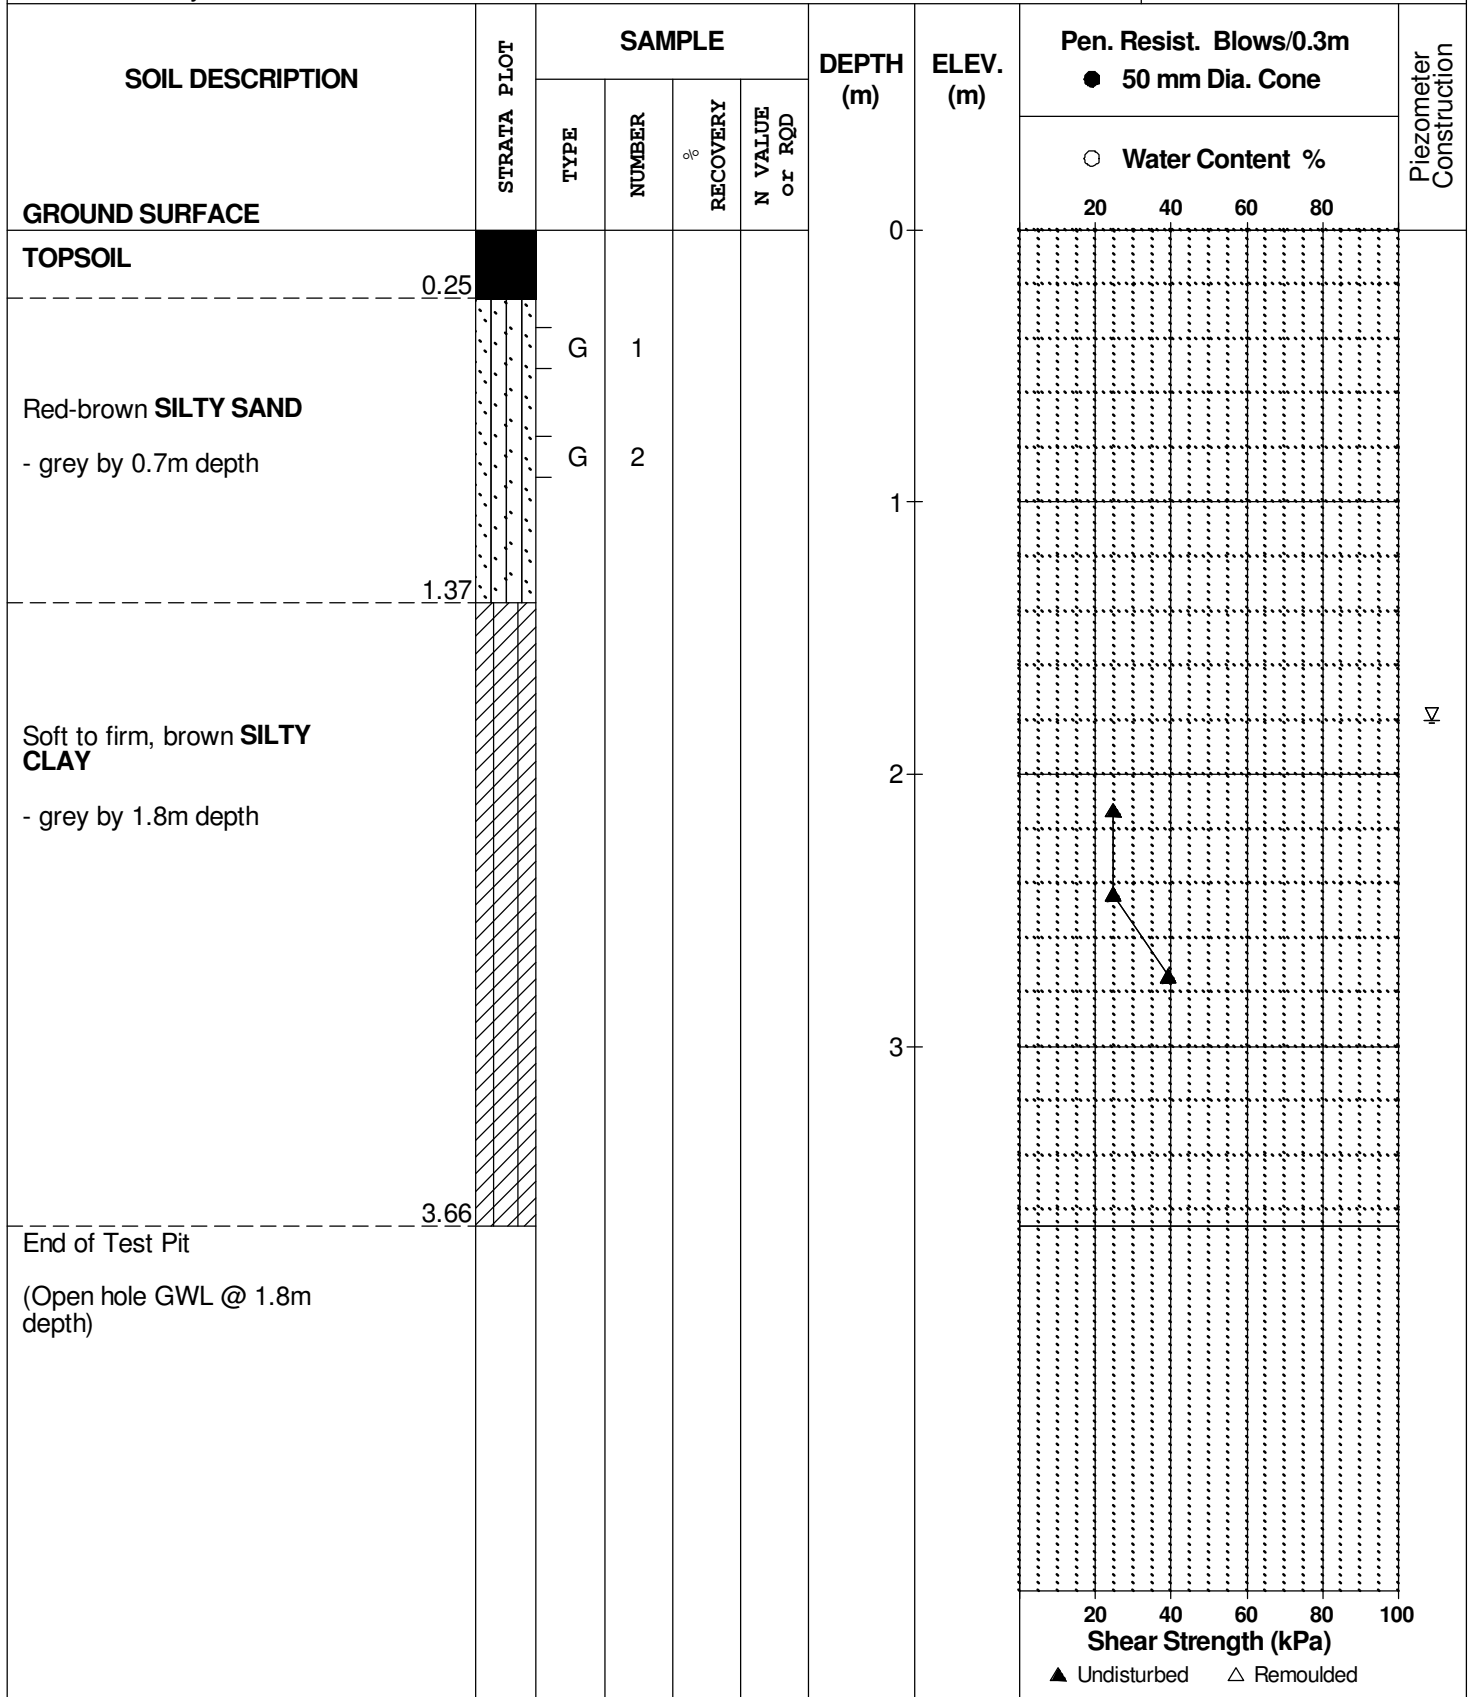 SOIL DESCRIPTION
GROUND SURFACE
STRATA PLOT
SAMPLE
TYPE
NUMBER
%
RECOVERY
N VALUE
or RQD
DEPTH
(m)
ELEV.
(m)
Pen. Resist. Blows/0.3m
● 50 mm Dia. Cone
○ Water Content %
20 40 60 80
Piezometer
Construction
TOPSOIL
0.25
Red-brown SILTY SAND
- grey by 0.7m depth
1.37
Soft to firm, brown SILTY
CLAY
- grey by 1.8m depth
3.66
End of Test Pit
(Open hole GWL @ 1.8m
depth)
G 1
G 2
0
1
2
3
20 40 60 80 100
Shear Strength (kPa)
▲ Undisturbed △ Remoulded